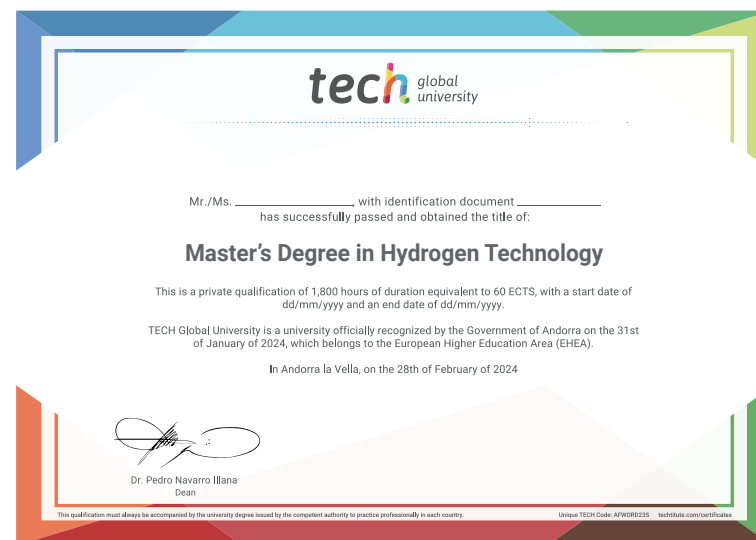 tech global
university
Mr./Ms. ____________, with identification document ____________
has successfully passed and obtained the title of:
Master's Degree in Hydrogen Technology
This is a private qualification of 1,800 hours of duration equivalent to 60 ECTS, with a start date of
dd/mm/yyyy and an end date of dd/mm/yyyy.
TECH Global University is a university officially recognized by the Government of Andorra on the 31st
of January of 2024, which belongs to the European Higher Education Area (EHEA).
In Andorra la Vella, on the 28th of February of 2024
Dr. Pedro Navarro Illana
Dean
This qualification must always be accompanied by the university degree issued by the competent authority to practice professionally in each country.
Unique TECH Code: AFWORD23S techtitute.com/certificates